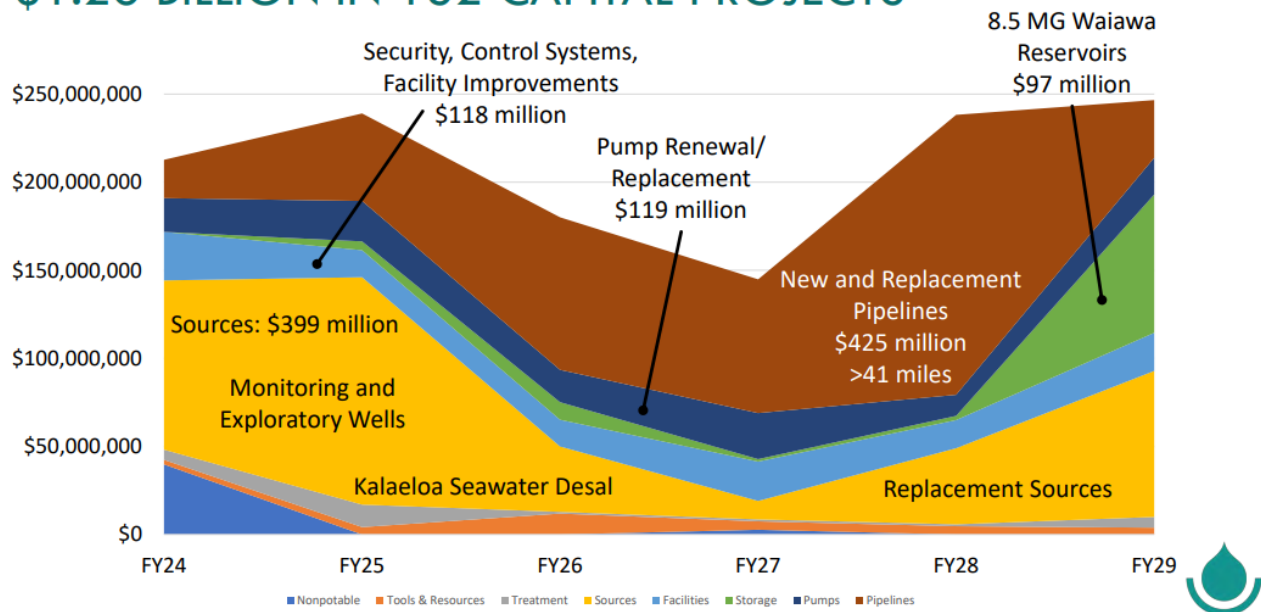 8.5 MG Waiawa
Reservoirs
$97 million
Security, Control Systems,
Facility Improvements
$118 million
Pump Renewal/
Replacement
$119 million
$250,000,000
$200,000,000
$150,000,000
$100,000,000
$50,000,000
$0
Sources: $399 million
Monitoring and
Exploratory Wells
Kalaeloa Seawater Desal
New and Replacement
Pipelines
$425 million
>41 miles
Replacement Sources
FY24 FY25 FY26 FY27 FY28 FY29
Nonpotable Tools & Resources Treatment Sources Facilities Storage Pumps Pipelines